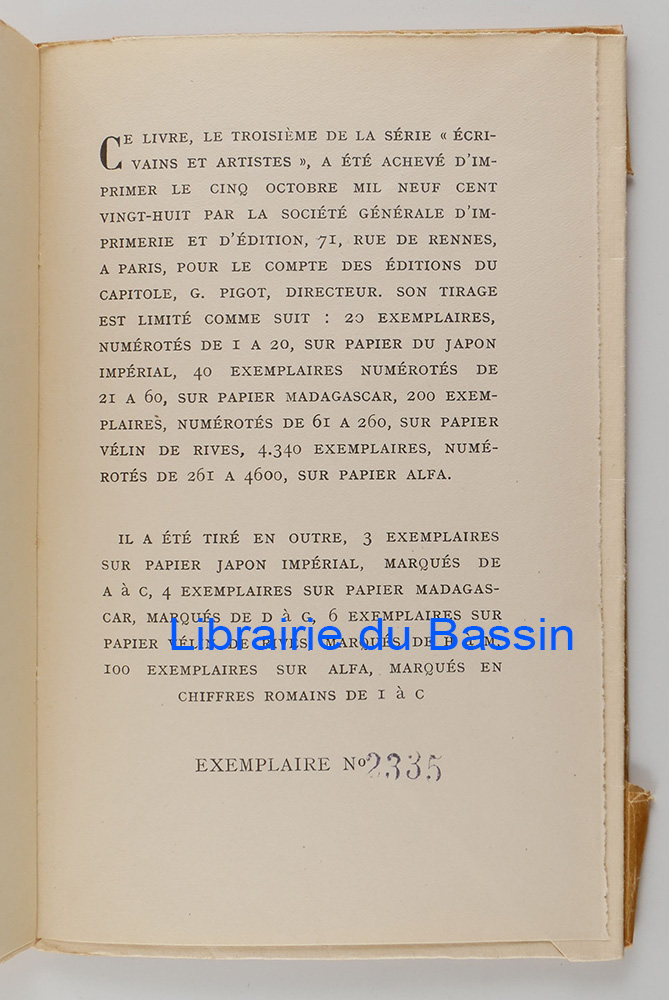 CE LIVRE, LE TROISIÈME DE LA SÉRIE « ÉCRI-
VAINS ET ARTISTES », A ÉTÉ ACHEVÉ D'IM-
PRIMER LE CINQ OCTOBRE MIL NEUF CENT
VINGT-HUIT PAR LA SOCIÉTÉ GÉNÉRALE D'IM-
PRIMERIE ET D'ÉDITION, 71, RUE DE RENNES,
A PARIS, POUR LE COMPTE DES ÉDITIONS DU
CAPITOLE, G. PIGOT, DIRECTEUR. SON TIRAGE
EST LIMITÉ COMME SUIT : 20 EXEMPLAIRES,
NUMÉROTÉS DE 1 A 20, SUR PAPIER DU JAPON
IMPÉRIAL, 40 EXEMPLAIRES NUMÉROTÉS DE
21 A 60, SUR PAPIER MADAGASCAR, 200 EXEM-
PLAIRES, NUMÉROTÉS DE 61 A 260, SUR PAPIER
VÉLIN DE RIVES, 4.340 EXEMPLAIRES, NUMÉ-
ROTÉS DE 261 A 4600, SUR PAPIER ALFA.
IL A ÉTÉ TIRÉ EN OUTRE, 3 EXEMPLAIRES
SUR PAPIER JAPON IMPÉRIAL, MARQUÉS DE
A à C, 4 EXEMPLAIRES SUR PAPIER MADAGAS-
CAR, MARQUÉS DE D à G, 6 EXEMPLAIRES SUR
PAPIER VÉLIN DE RIVES, MARQUÉS DE H A M,
Librairie du Bassin
100 EXEMPLAIRES SUR ALFA, MARQUÉS EN
CHIFFRES ROMAINS DE I à C
EXEMPLAIRE Nº 2335